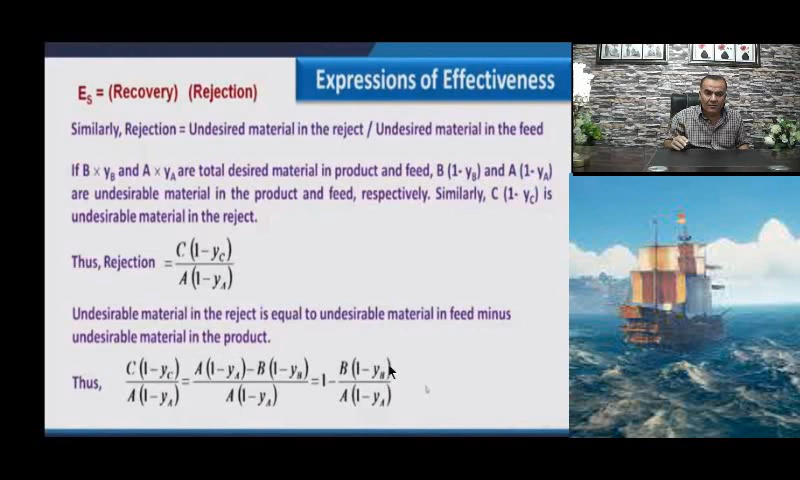 Expressions of Effectiveness
E_S = (Recovery) (Rejection)
Similarly, Rejection = Undesired material in the reject / Undesired material in the feed
If B × y_B and A × y_A are total desired material in product and feed, B (1- y_B) and A (1- y_A)
are undesirable material in the product and feed, respectively. Similarly, C (1- y_C) is
undesirable material in the reject.
Thus, Rejection = C (1−y_C) / A (1−y_A)
Undesirable material in the reject is equal to undesirable material in feed minus
undesirable material in the product.
Thus, C (1−y_C) / A (1−y_A) = A (1−y_A)−B (1−y_B) / A (1−y_A) = 1− B (1−y_B) / A (1−y_A)